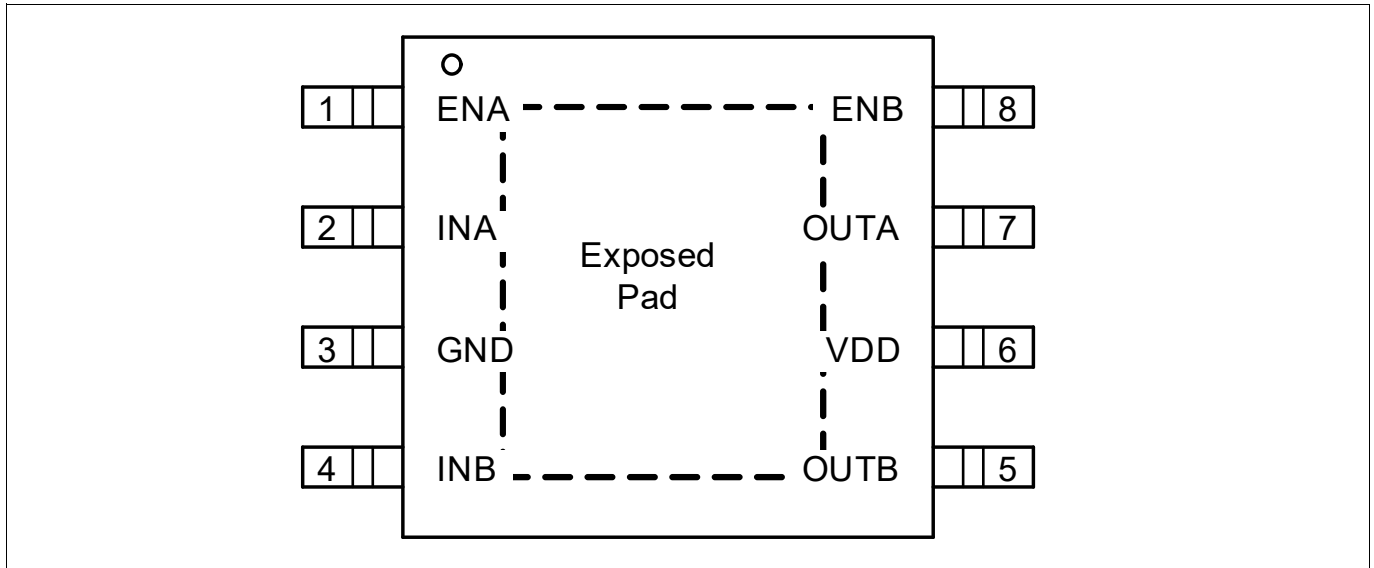 1 ENA ENB 8
2 INA OUTA 7
Exposed
Pad
3 GND VDD 6
4 INB OUTB 5